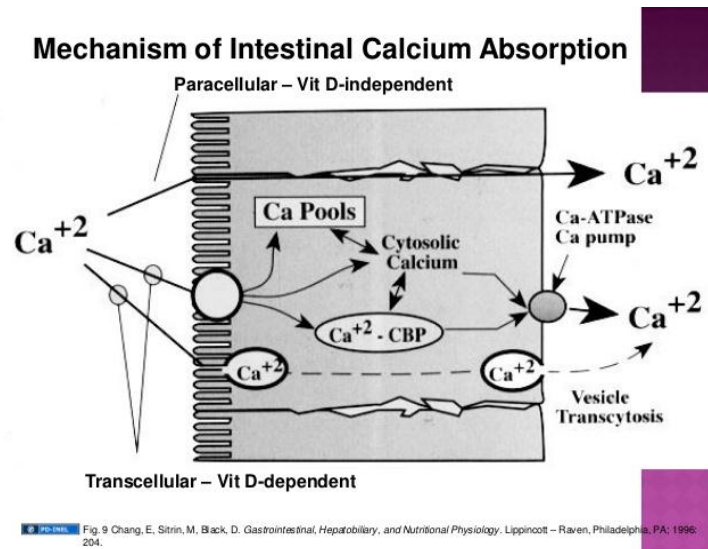 Mechanism of Intestinal Calcium Absorption
Paracellular – Vit D-independent
Ca+2
Ca+2
Ca Pools
Ca-ATPase
Ca pump
Cytosolic
Calcium
Ca+2 - CBP
Ca+2
Ca+2
Ca+2
Vesicle
Transcytosis
Transcellular – Vit D-dependent
PD-INEL
Fig. 9 Chang, E, Sitrin, M, Black, D. Gastrointestinal, Hepatobiliary, and Nutritional Physiology. Lippincott – Raven, Philadelphia, PA: 1996:
204.